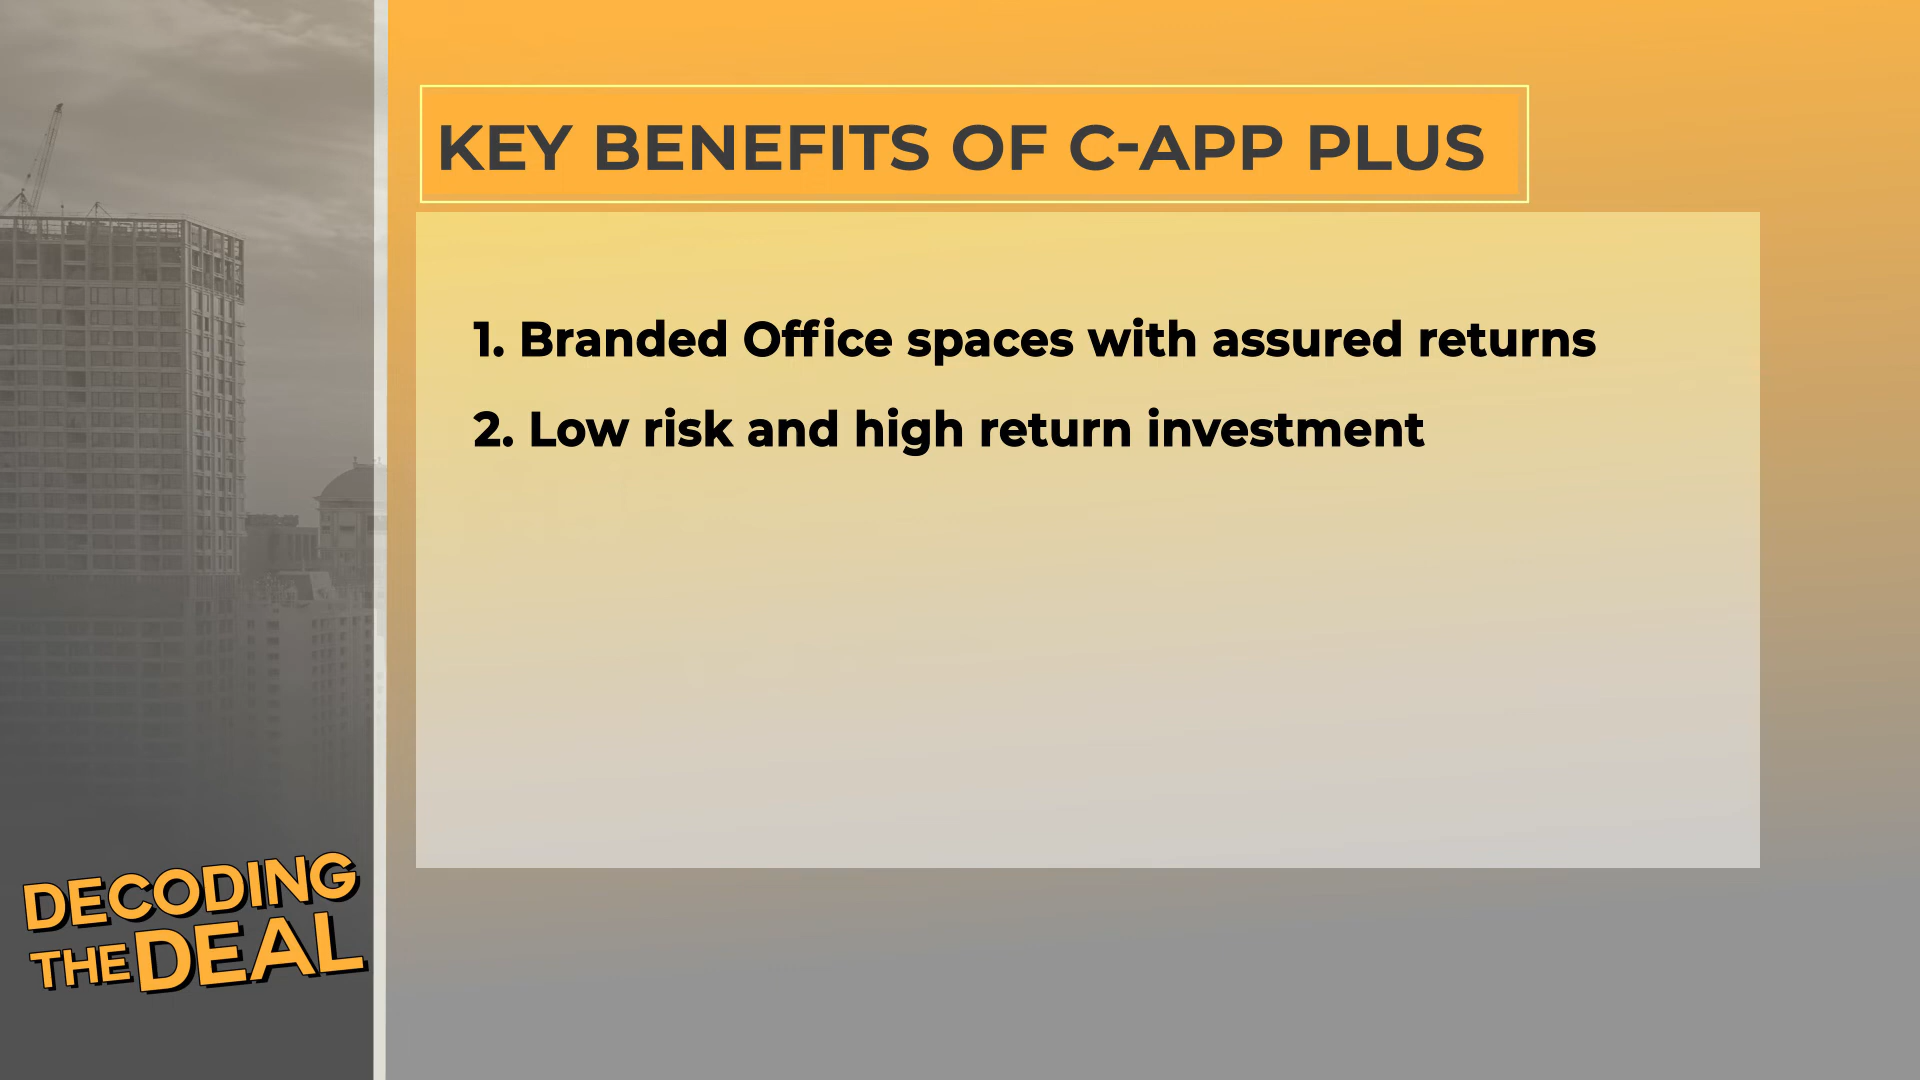 KEY BENEFITS OF C-APP PLUS
1. Branded Office spaces with assured returns
2. Low risk and high return investment
DECODING
THE DEAL